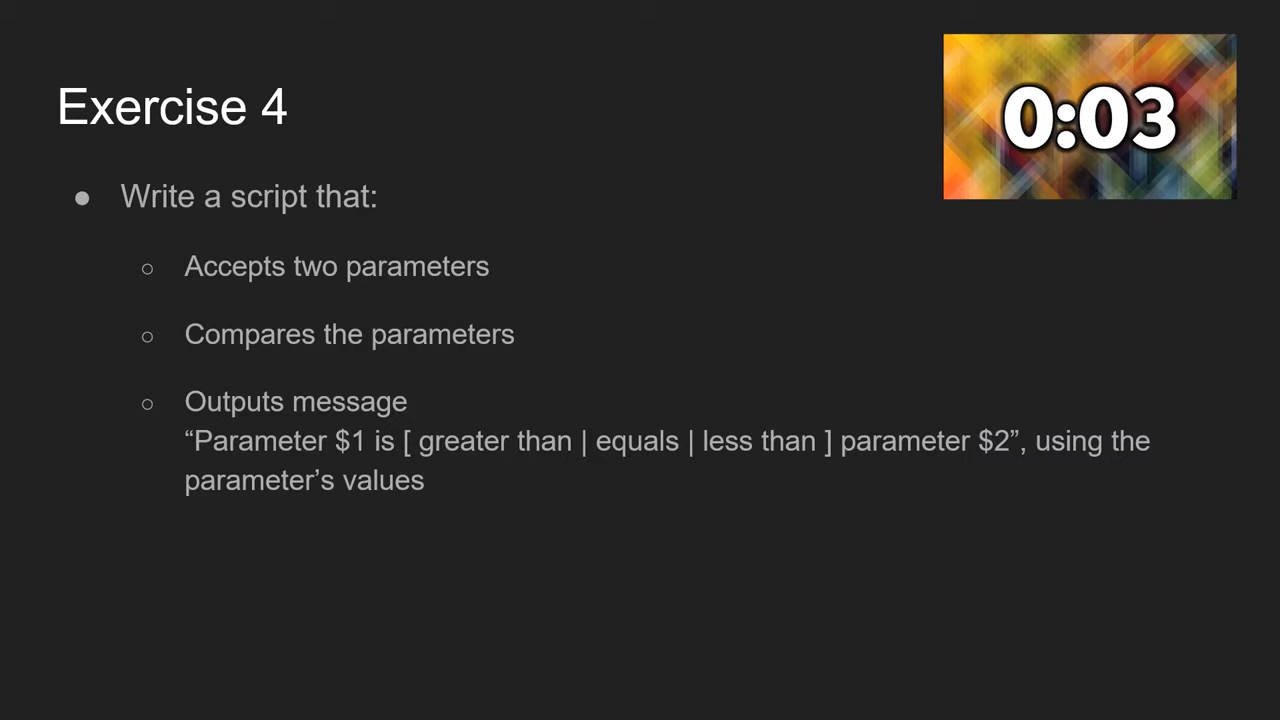 Exercise 4
0:03
● Write a script that:
○ Accepts two parameters
○ Compares the parameters
○ Outputs message
“Parameter $1 is [ greater than | equals | less than ] parameter $2”, using the
parameter’s values